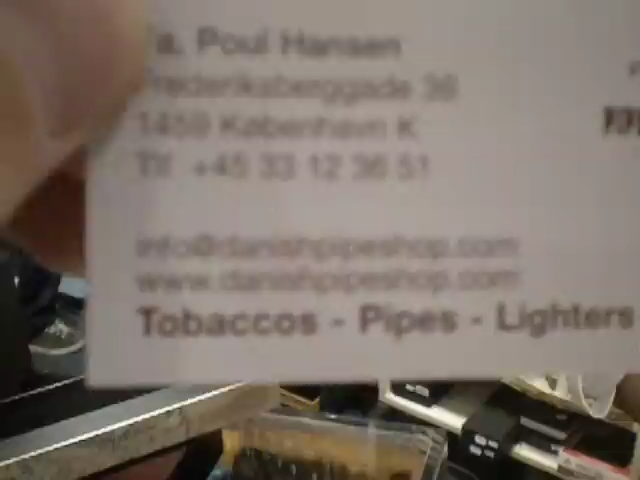 a. Poul Hansen
Frederiksberggade 36
1459 København K
Tlf. +45 33 12 36 51
info@danishpipeshop.com
www.danishpipeshop.com
Tobaccos - Pipes - Lighters